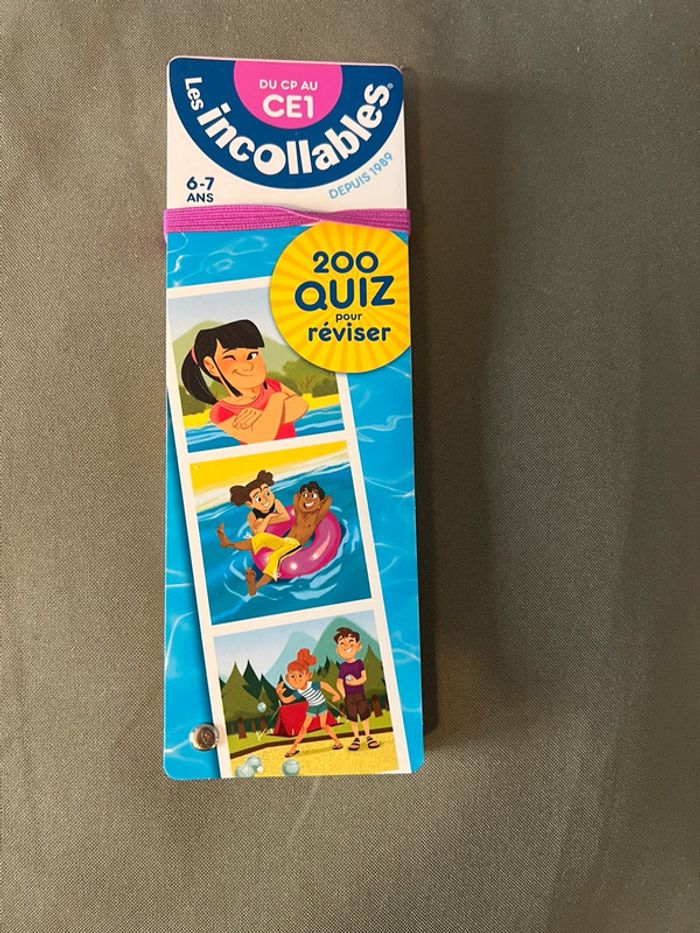 DU CP AU
CE1
Les incollables®
DEPUIS 1989
6-7
ANS
200
QUIZ
pour
réviser